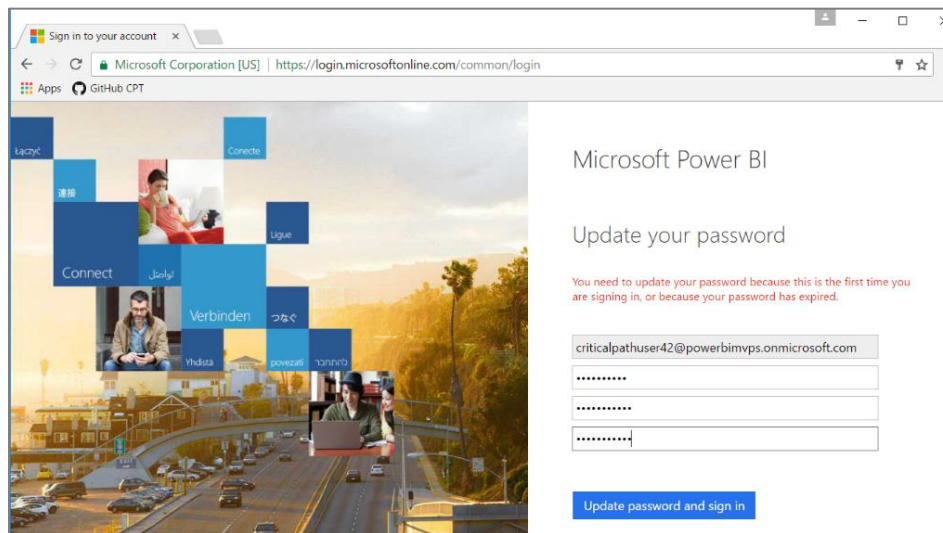 Sign in to your account
Microsoft Corporation [US] | https://login.microsoftonline.com/common/login
Apps GitHub CPT
Łączyć
Conecte
連接
Ligue
Connect
تواصل
Verbinden
つなぐ
Yhdistä
povezati
להתחבר
Microsoft Power BI
Update your password
You need to update your password because this is the first time you
are signing in, or because your password has expired.
criticalpathuser42@powerbimvps.onmicrosoft.com
••••••••••
•••••••••••
•••••••••••
Update password and sign in